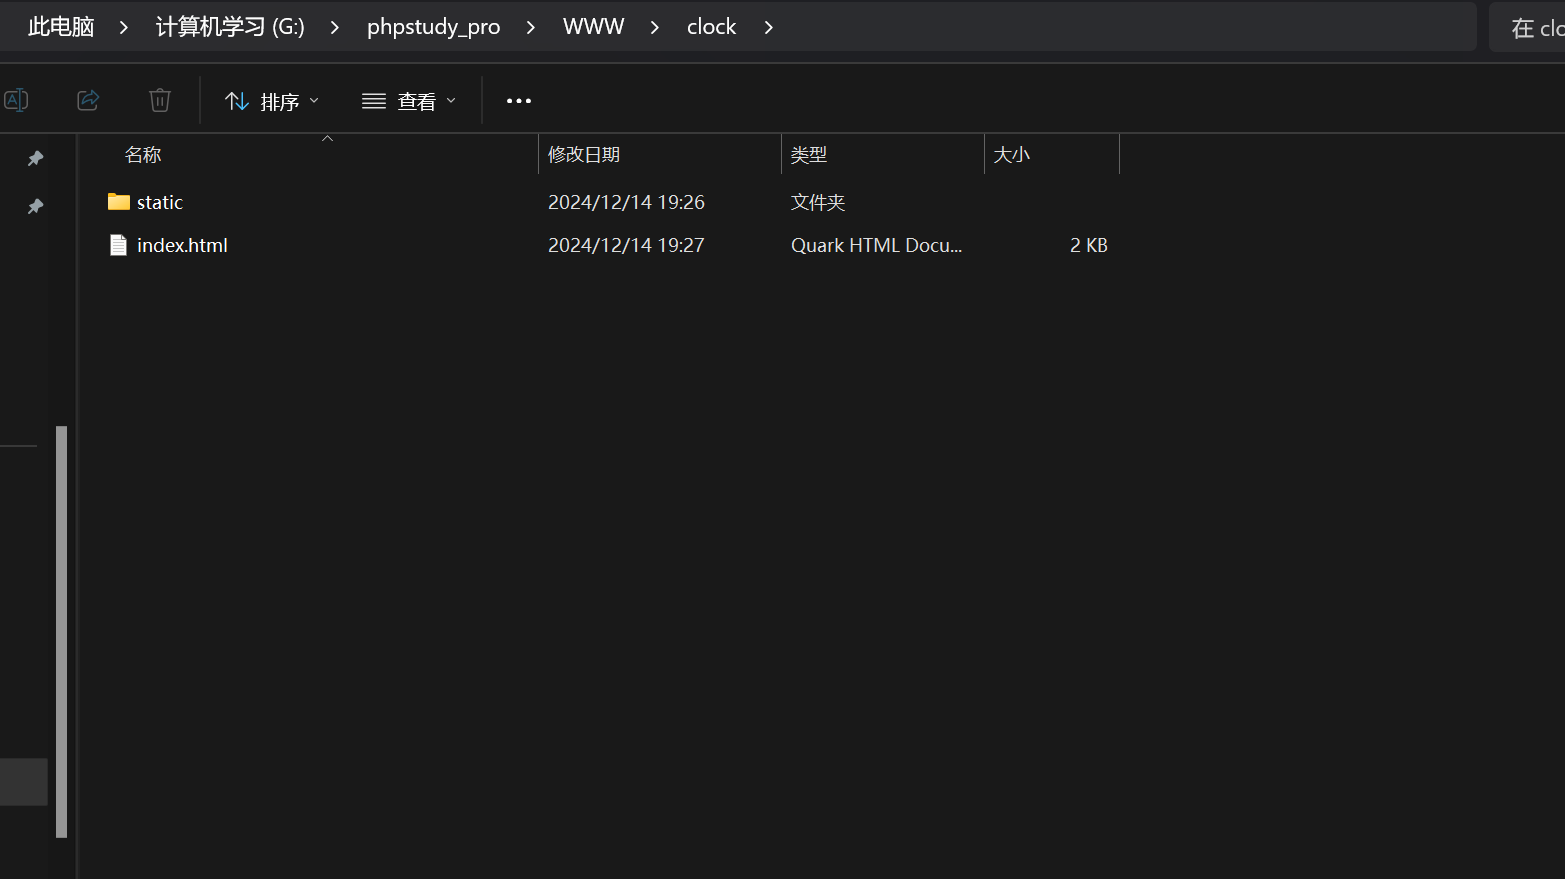 此电脑 > 计算机学习 (G:) > phpstudy_pro > WWW > clock >
在 clo
排序 查看
名称 修改日期 类型 大小
static 2024/12/14 19:26 文件夹
index.html 2024/12/14 19:27 Quark HTML Docu... 2 KB